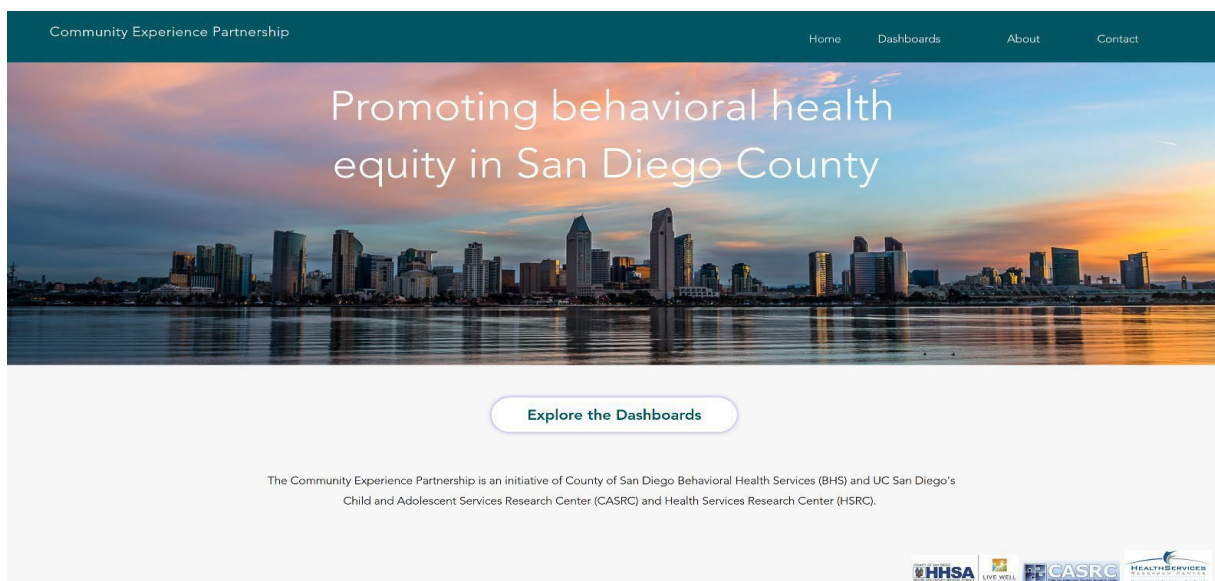 Community Experience Partnership
Home Dashboards About Contact
Promoting behavioral health
equity in San Diego County
Explore the Dashboards
The Community Experience Partnership is an initiative of County of San Diego Behavioral Health Services (BHS) and UC San Diego's
Child and Adolescent Services Research Center (CASRC) and Health Services Research Center (HSRC).
HHSA
LIVE WELL
CASRC
HEALTHSERVICES
RESEARCH CENTER